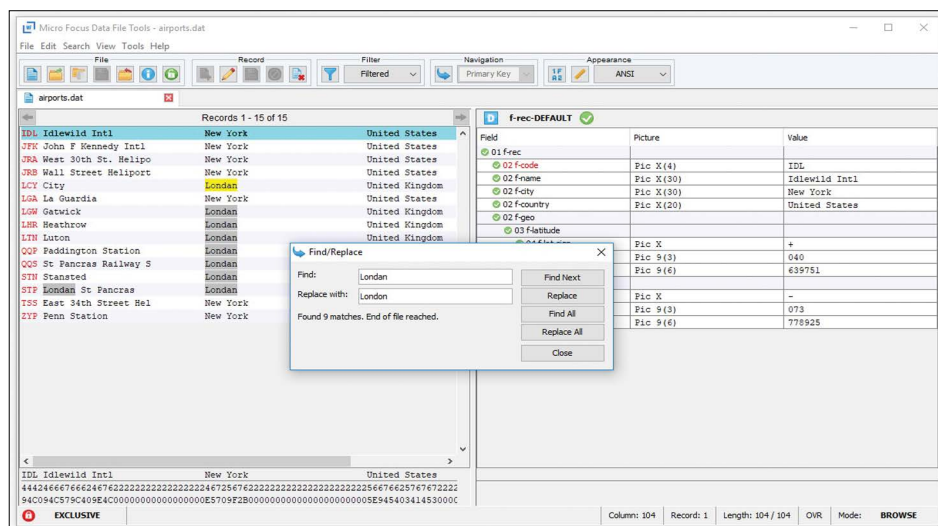 Micro Focus Data File Tools - airports.dat
File Edit Search View Tools Help
File Record Filter Navigation Appearance
Filtered Primary Key ANSI
airports.dat
Records 1 - 15 of 15
IDL Idlewild Intl New York United States
JFK John F Kennedy Intl New York United States
JRA West 30th St. Helipo New York United States
JRB Wall Street Heliport New York United States
LCY City Londan United Kingdom
LGA La Guardia New York United States
LGW Gatwick Londan United Kingdom
LHR Heathrow Londan United Kingdom
LTN Luton Londan United Kingdom
QQP Paddington Station Londan
QQS St Pancras Railway S Londan
STN Stansted Londan
STP Londan St Pancras Londan
TSS East 34th Street Hel New York
ZYP Penn Station New York
f-rec-DEFAULT
Field Picture Value
01 f-rec
02 f-code Pic X(4) IDL
02 f-name Pic X(30) Idlewild Intl
02 f-city Pic X(30) New York
02 f-country Pic X(20) United States
02 f-geo
03 f-latitude
Pic X +
Pic 9(3) 040
Pic 9(6) 639751
Pic X -
Pic 9(3) 073
Pic 9(6) 778925
Find/Replace
Find: Londan Find Next
Replace with: London Replace
Found 9 matches. End of file reached. Find All
Replace All
Close
IDL Idlewild Intl New York United States
EXCLUSIVE Column: 104 Record: 1 Length: 104 / 104 OVR Mode: BROWSE